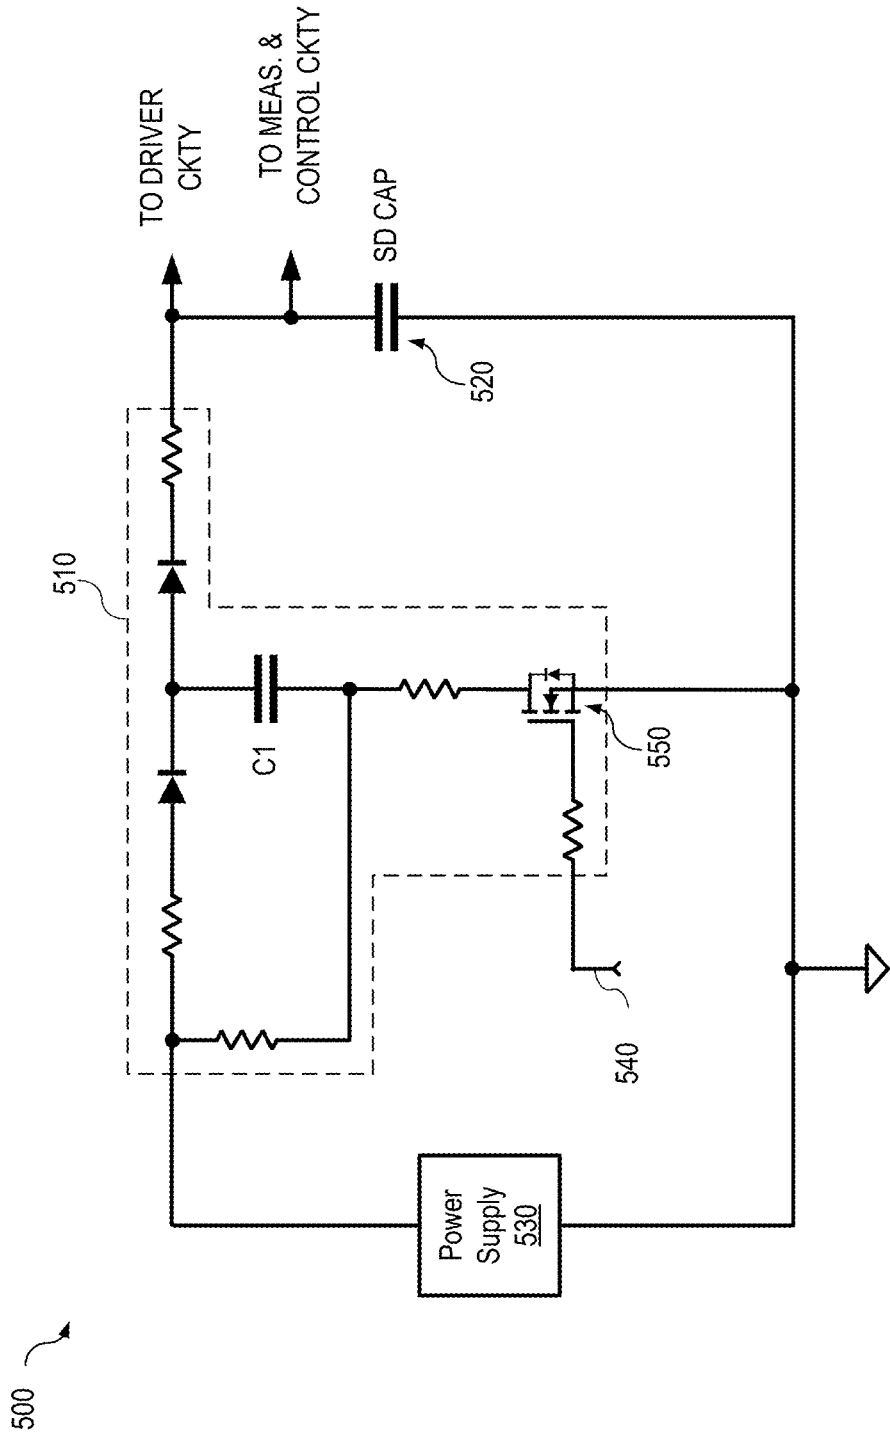 500
510
TO DRIVER
CKTY
TO MEAS. &
CONTROL CKTY
SD CAP
520
C1
550
540
Power
Supply
530